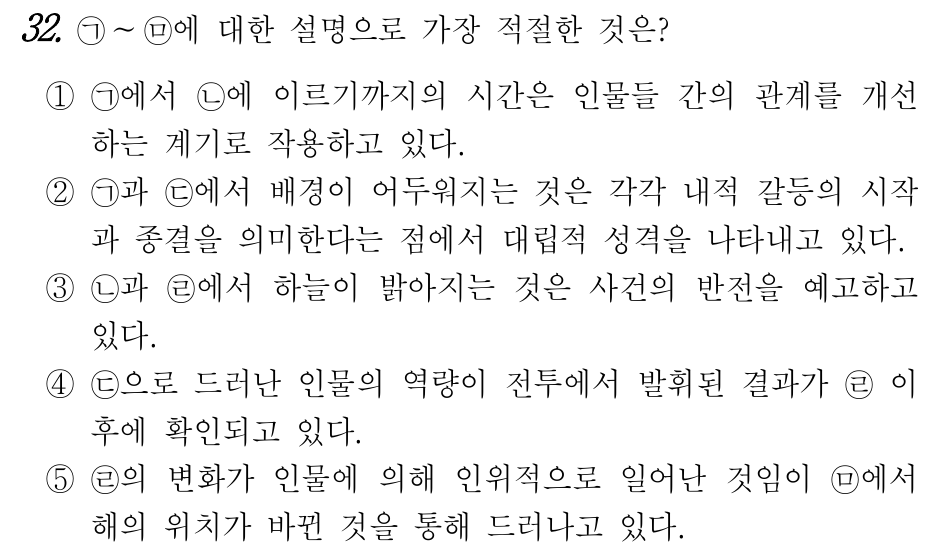 32. ㉠～㉤에 대한 설명으로 가장 적절한 것은?
① ㉠에서 ㉡에 이르기까지의 시간은 인물들 간의 관계를 개선
하는 계기로 작용하고 있다.
② ㉠과 ㉢에서 배경이 어두워지는 것은 각각 내적 갈등의 시작
과 종결을 의미한다는 점에서 대립적 성격을 나타내고 있다.
③ ㉡과 ㉣에서 하늘이 밝아지는 것은 사건의 반전을 예고하고
있다.
④ ㉢으로 드러난 인물의 역량이 전투에서 발휘된 결과가 ㉣ 이
후에 확인되고 있다.
⑤ ㉣의 변화가 인물에 의해 인위적으로 일어난 것임이 ㉤에서
해의 위치가 바뀐 것을 통해 드러나고 있다.